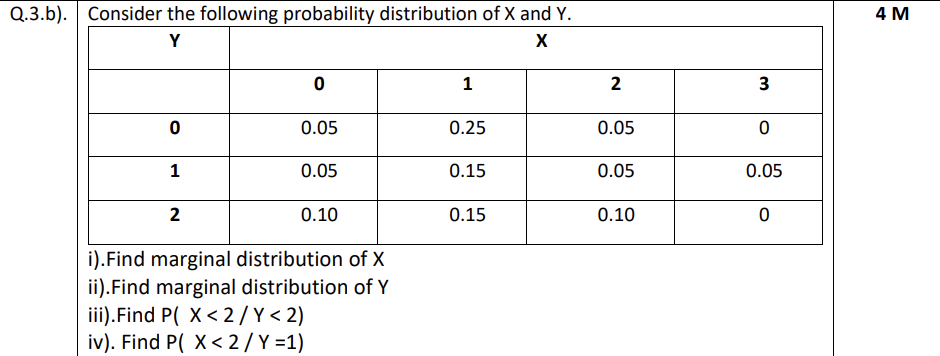 Q.3.b). Consider the following probability distribution of X and Y. 4 M
Y X
0 1 2 3
0 0.05 0.25 0.05 0
1 0.05 0.15 0.05 0.05
2 0.10 0.15 0.10 0
i).Find marginal distribution of X
ii).Find marginal distribution of Y
iii).Find P( X < 2 / Y < 2)
iv). Find P( X < 2 / Y =1)